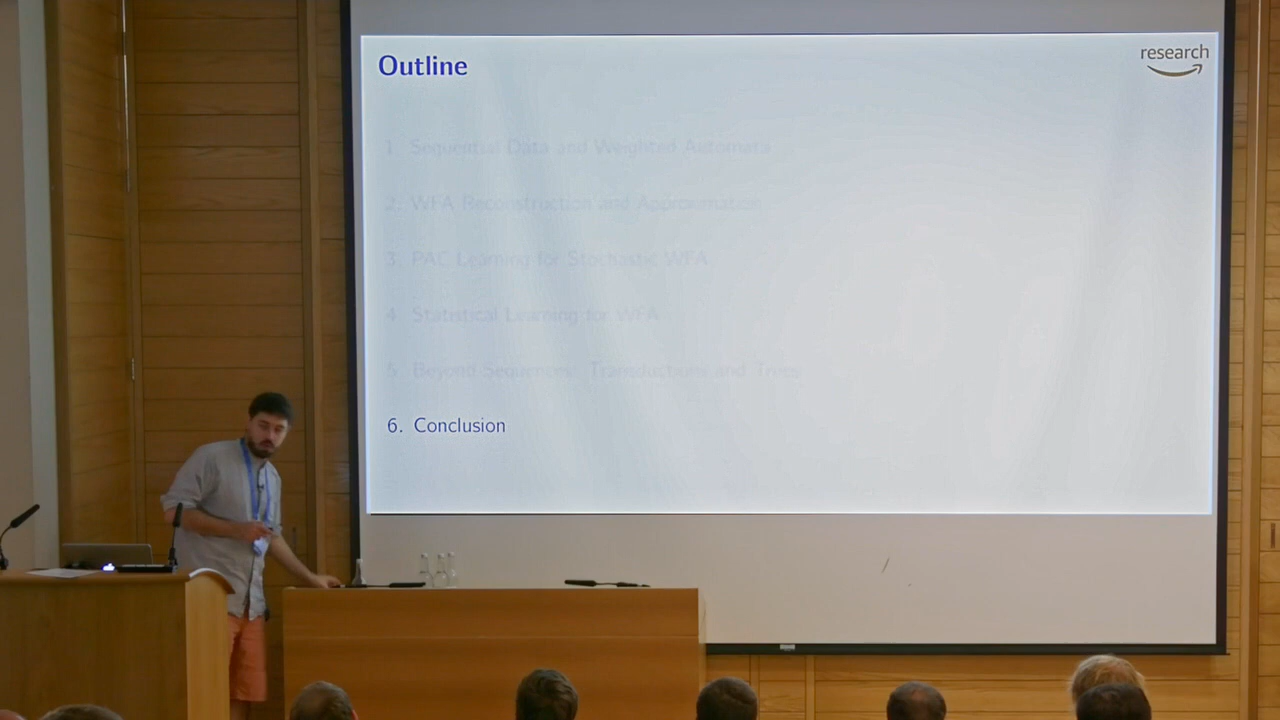 Outline
research
1. Sequential Data and Weighted Automata
2. WFA Reconstruction and Approximation
3. PAC Learning for Stochastic WFA
4. Statistical Learning for WFA
5. Beyond Sequences: Transductions and Trees
6. Conclusion